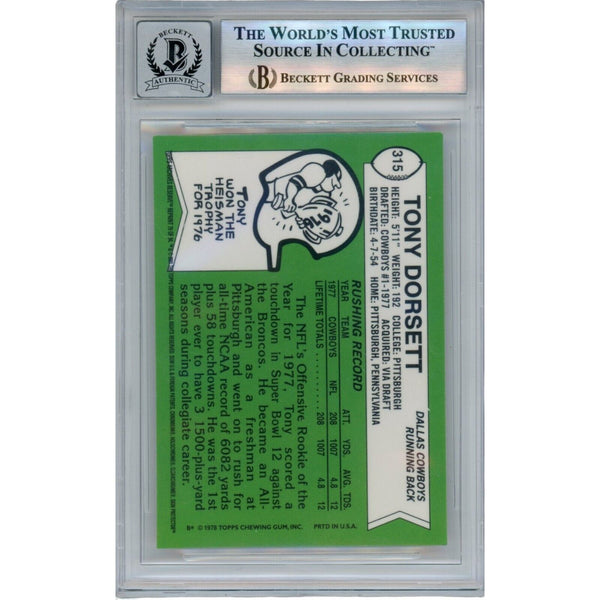 THE WORLD'S MOST TRUSTED
SOURCE IN COLLECTING™
BECKETT
AUTHENTIC
B BECKETT GRADING SERVICES
315
TONY DORSETT
DALLAS COWBOYS
RUNNING BACK
HEIGHT: 5'11" WEIGHT: 192 COLLEGE: PITTSBURGH
DRAFTED: COWBOYS #1-1977 ACQUIRED: VIA DRAFT
BIRTHDATE: 4-7-54 HOME: PITTSBURGH, PENNSYLVANIA
RUSHING RECORD
YEAR TEAM ATT. YDS. AVG. TDS.
1977 COWBOYS NFL 208 1007 4.8 12
LIFETIME TOTALS 208 1007 4.8 12
1976
TONY
WON THE
HEISMAN
TROPHY
FOR 1976
The NFL's Offensive Rookie of the
Year for 1977, Tony scored a
touchdown in Super Bowl 12 against
the Broncos. He became an All-
American as a freshman at
Pittsburgh and went on to rush for
all-time NCAA record of 6082 yards
plus 58 touchdowns. He was the 1st
player ever to have 3 1500-plus-yard
seasons during collegiate career.
B* © 1978 TOPPS CHEWING GUM, INC. PRTD IN U.S.A.